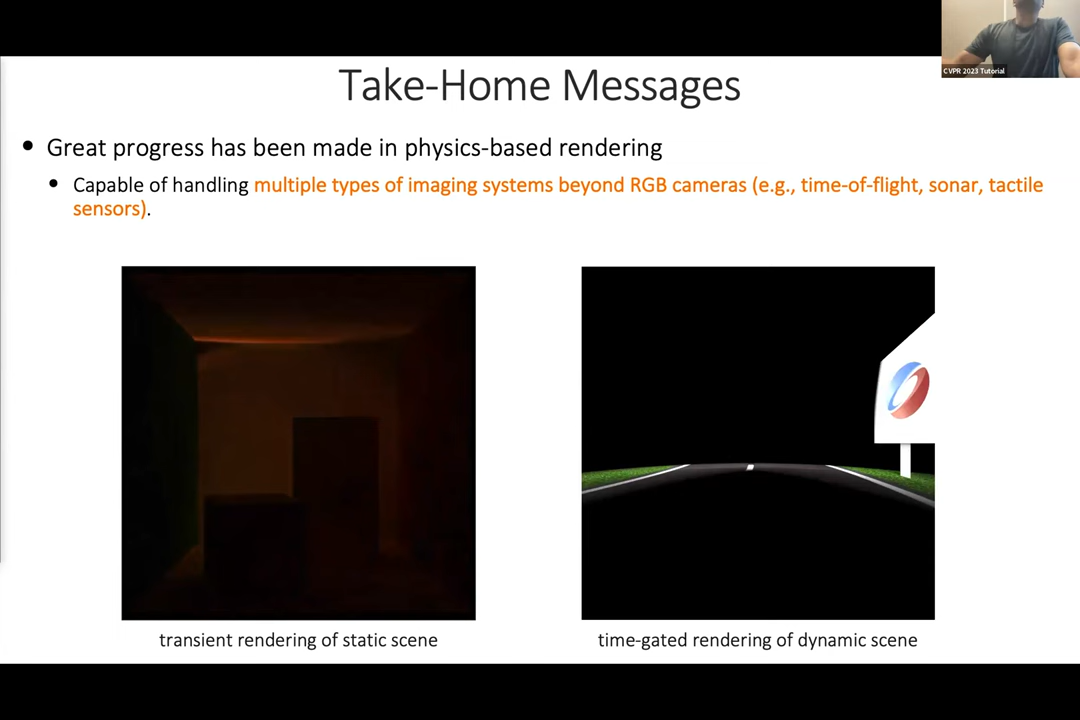 CVPR 2023 Tutorial
Take-Home Messages
Great progress has been made in physics-based rendering
Capable of handling multiple types of imaging systems beyond RGB cameras (e.g., time-of-flight, sonar, tactile
sensors).
transient rendering of static scene
time-gated rendering of dynamic scene